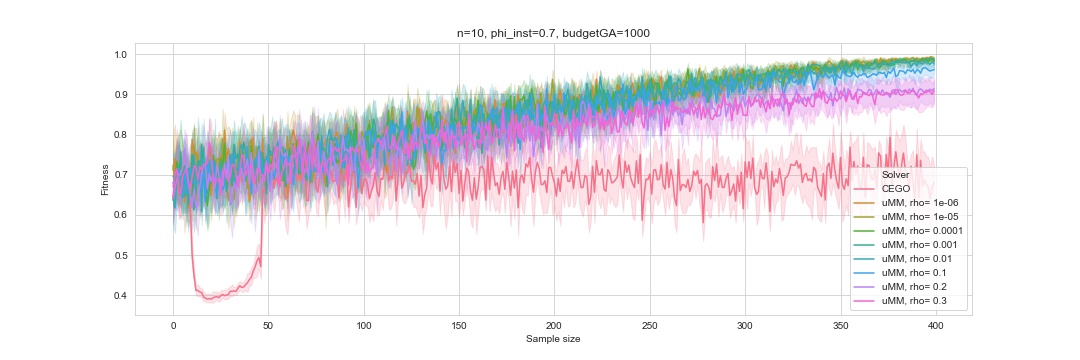 n=10, phi_inst=0.7, budgetGA=1000
1.0
0.9
0.8
0.7
0.6
0.5
0.4
Fitness
0
50
100
150
200
250
300
350
400
Sample size
Solver
CEGO
uMM, rho= 1e-06
uMM, rho= 1e-05
uMM, rho= 0.0001
uMM, rho= 0.001
uMM, rho= 0.01
uMM, rho= 0.1
uMM, rho= 0.2
uMM, rho= 0.3